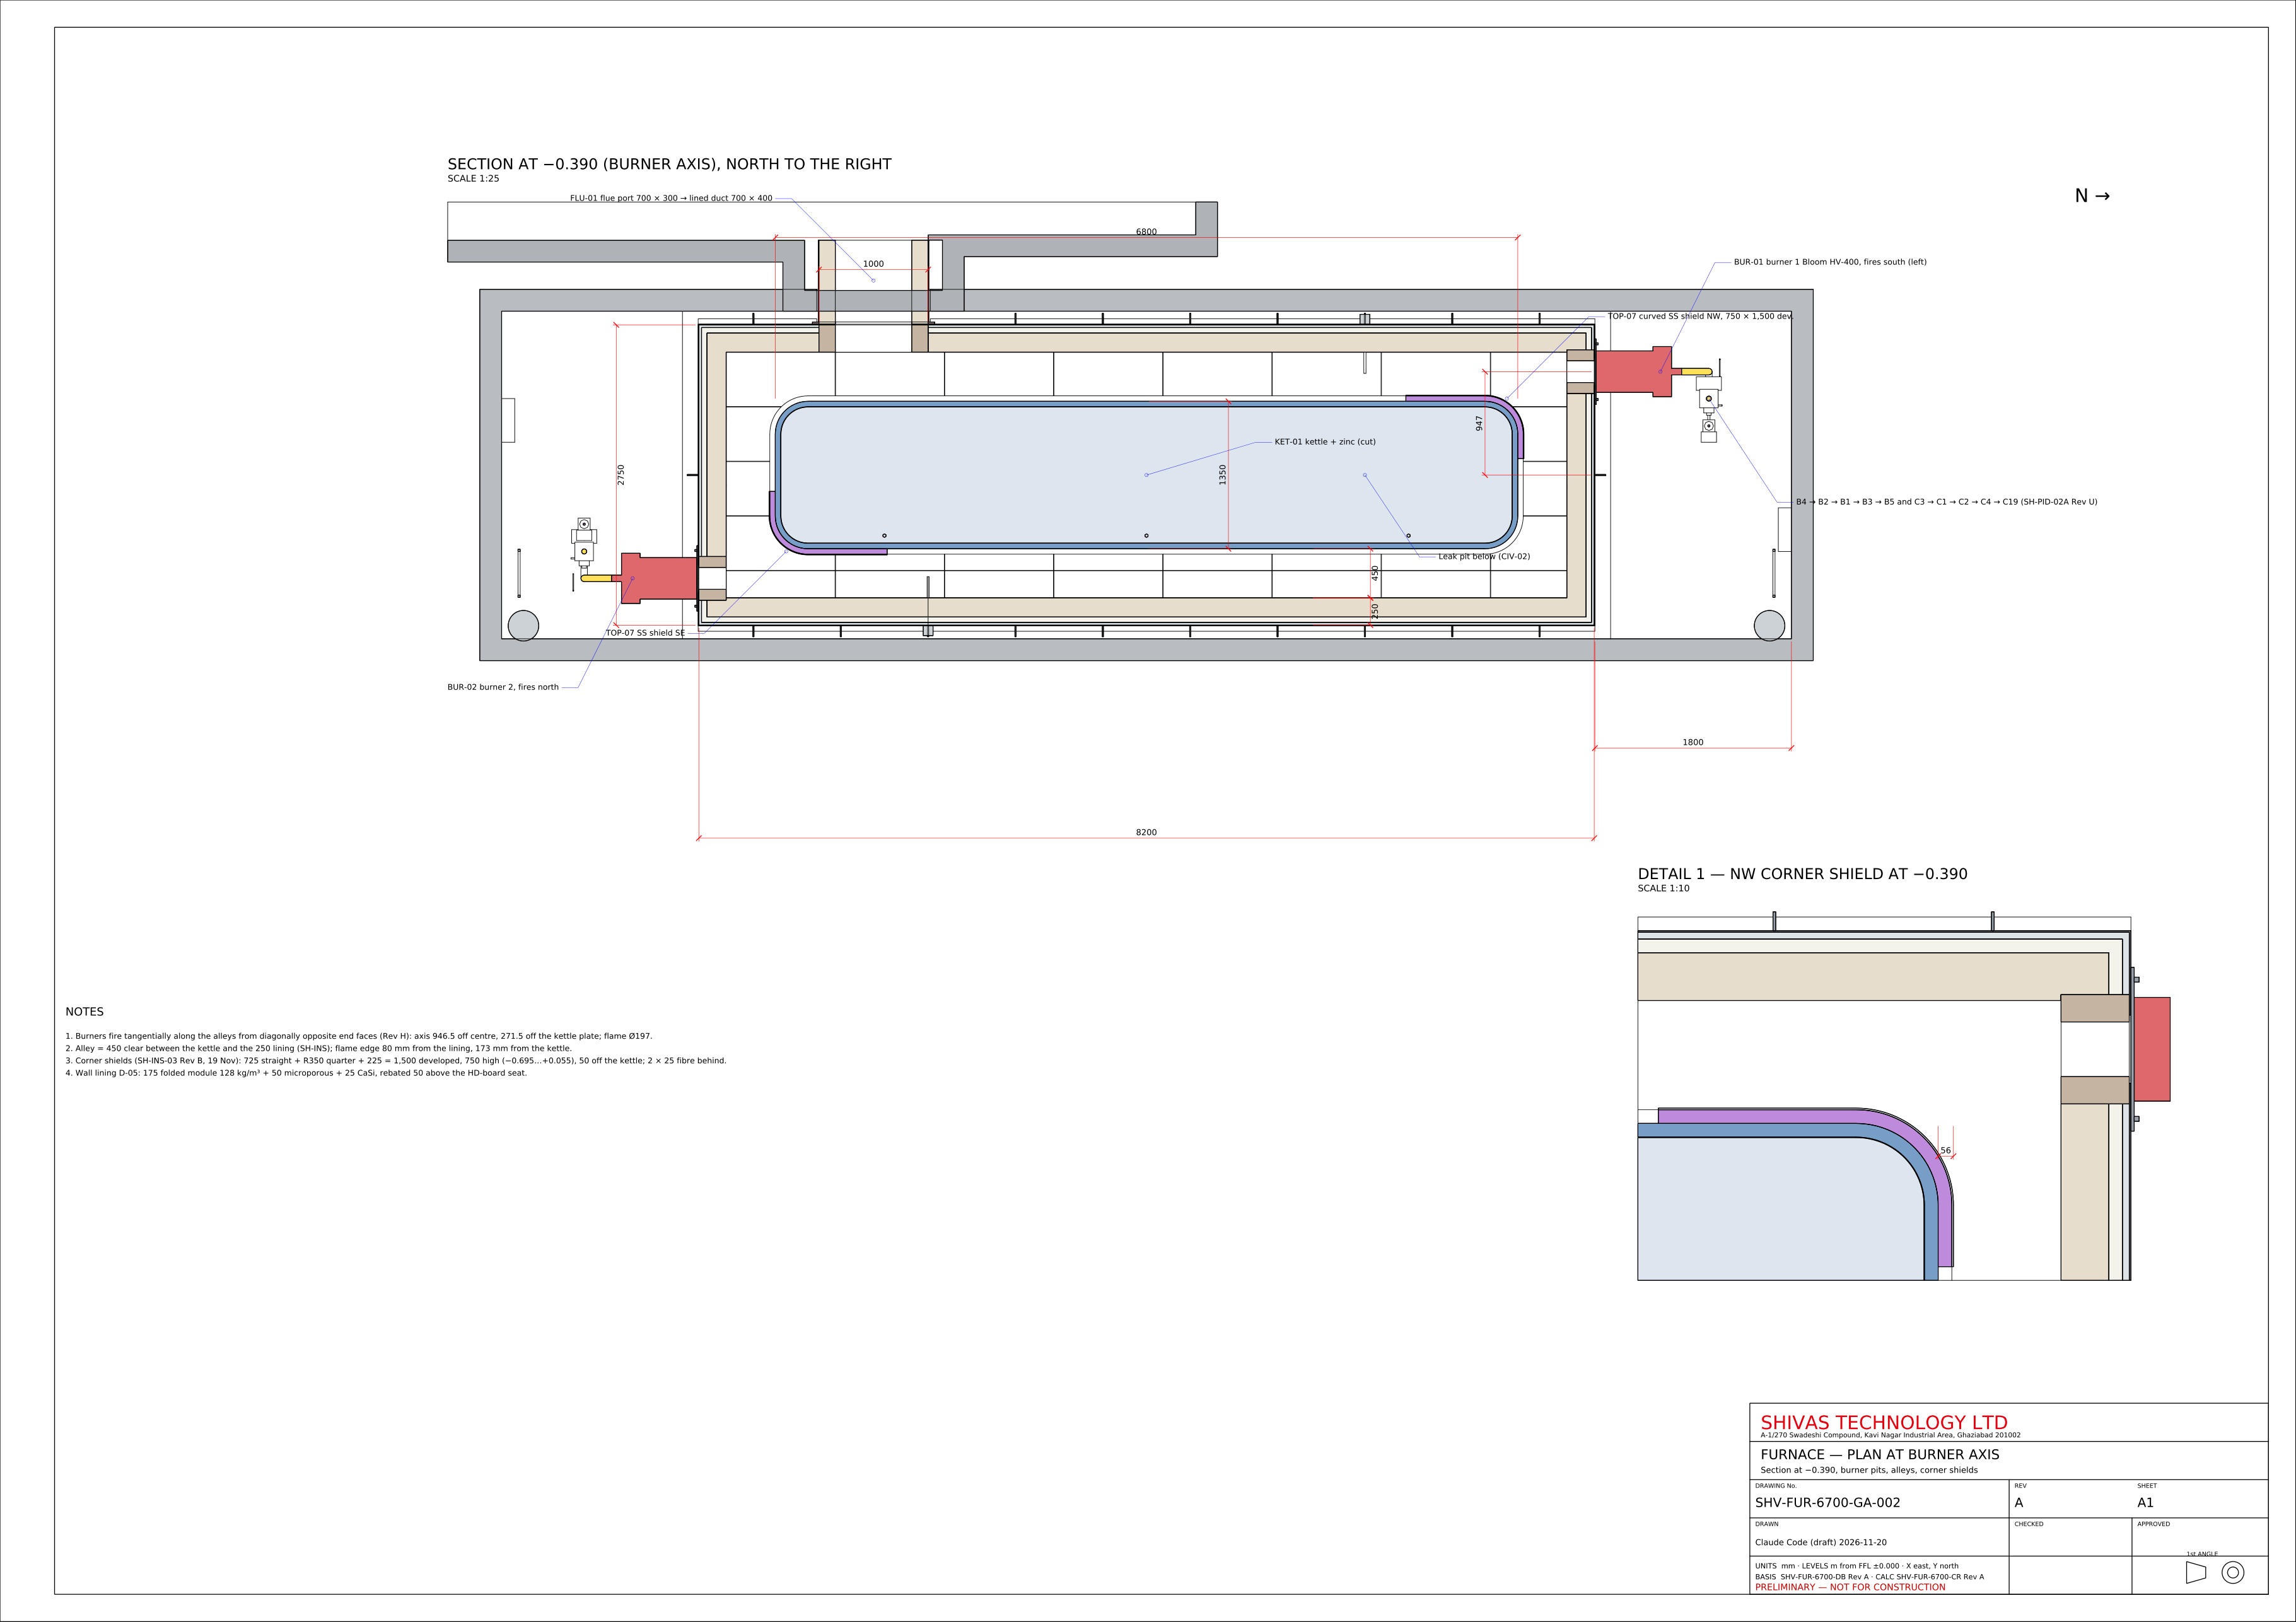 SECTION AT −0.390 (BURNER AXIS), NORTH TO THE RIGHT
SCALE 1:25
N →
FLU-01 flue port 700 × 300 → lined duct 700 × 400
6800
1000
BUR-01 burner 1 Bloom HV-400, fires south (left)
TOP-07 curved SS shield NW, 750 × 1,500 dev.
947
KET-01 kettle + zinc (cut)
2750
1350
B4 → B2 → B1 → B3 → B5 and C3 → C1 → C2 → C4 → C19 (SH-PID-02A Rev U)
Leak pit below (CIV-02)
450
250
TOP-07 SS shield SE
BUR-02 burner 2, fires north
1800
8200
DETAIL 1 — NW CORNER SHIELD AT −0.390
SCALE 1:10
56
NOTES
1. Burners fire tangentially along the alleys from diagonally opposite end faces (Rev H): axis 946.5 off centre, 271.5 off the kettle plate; flame Ø197.
2. Alley = 450 clear between the kettle and the 250 lining (SH-INS); flame edge 80 mm from the lining, 173 mm from the kettle.
3. Corner shields (SH-INS-03 Rev B, 19 Nov): 725 straight + R350 quarter + 225 = 1,500 developed, 750 high (−0.695…+0.055), 50 off the kettle; 2 × 25 fibre behind.
4. Wall lining D-05: 175 folded module 128 kg/m³ + 50 microporous + 25 CaSi, rebated 50 above the HD-board seat.
SHIVAS TECHNOLOGY LTD
A-1/270 Swadeshi Compound, Kavi Nagar Industrial Area, Ghaziabad 201002
FURNACE — PLAN AT BURNER AXIS
Section at −0.390, burner pits, alleys, corner shields
DRAWING No.
REV
SHEET
SHV-FUR-6700-GA-002
A
A1
DRAWN
CHECKED
APPROVED
Claude Code (draft) 2026-11-20
1st ANGLE
UNITS mm · LEVELS m from FFL ±0.000 · X east, Y north
BASIS SHV-FUR-6700-DB Rev A · CALC SHV-FUR-6700-CR Rev A
PRELIMINARY — NOT FOR CONSTRUCTION